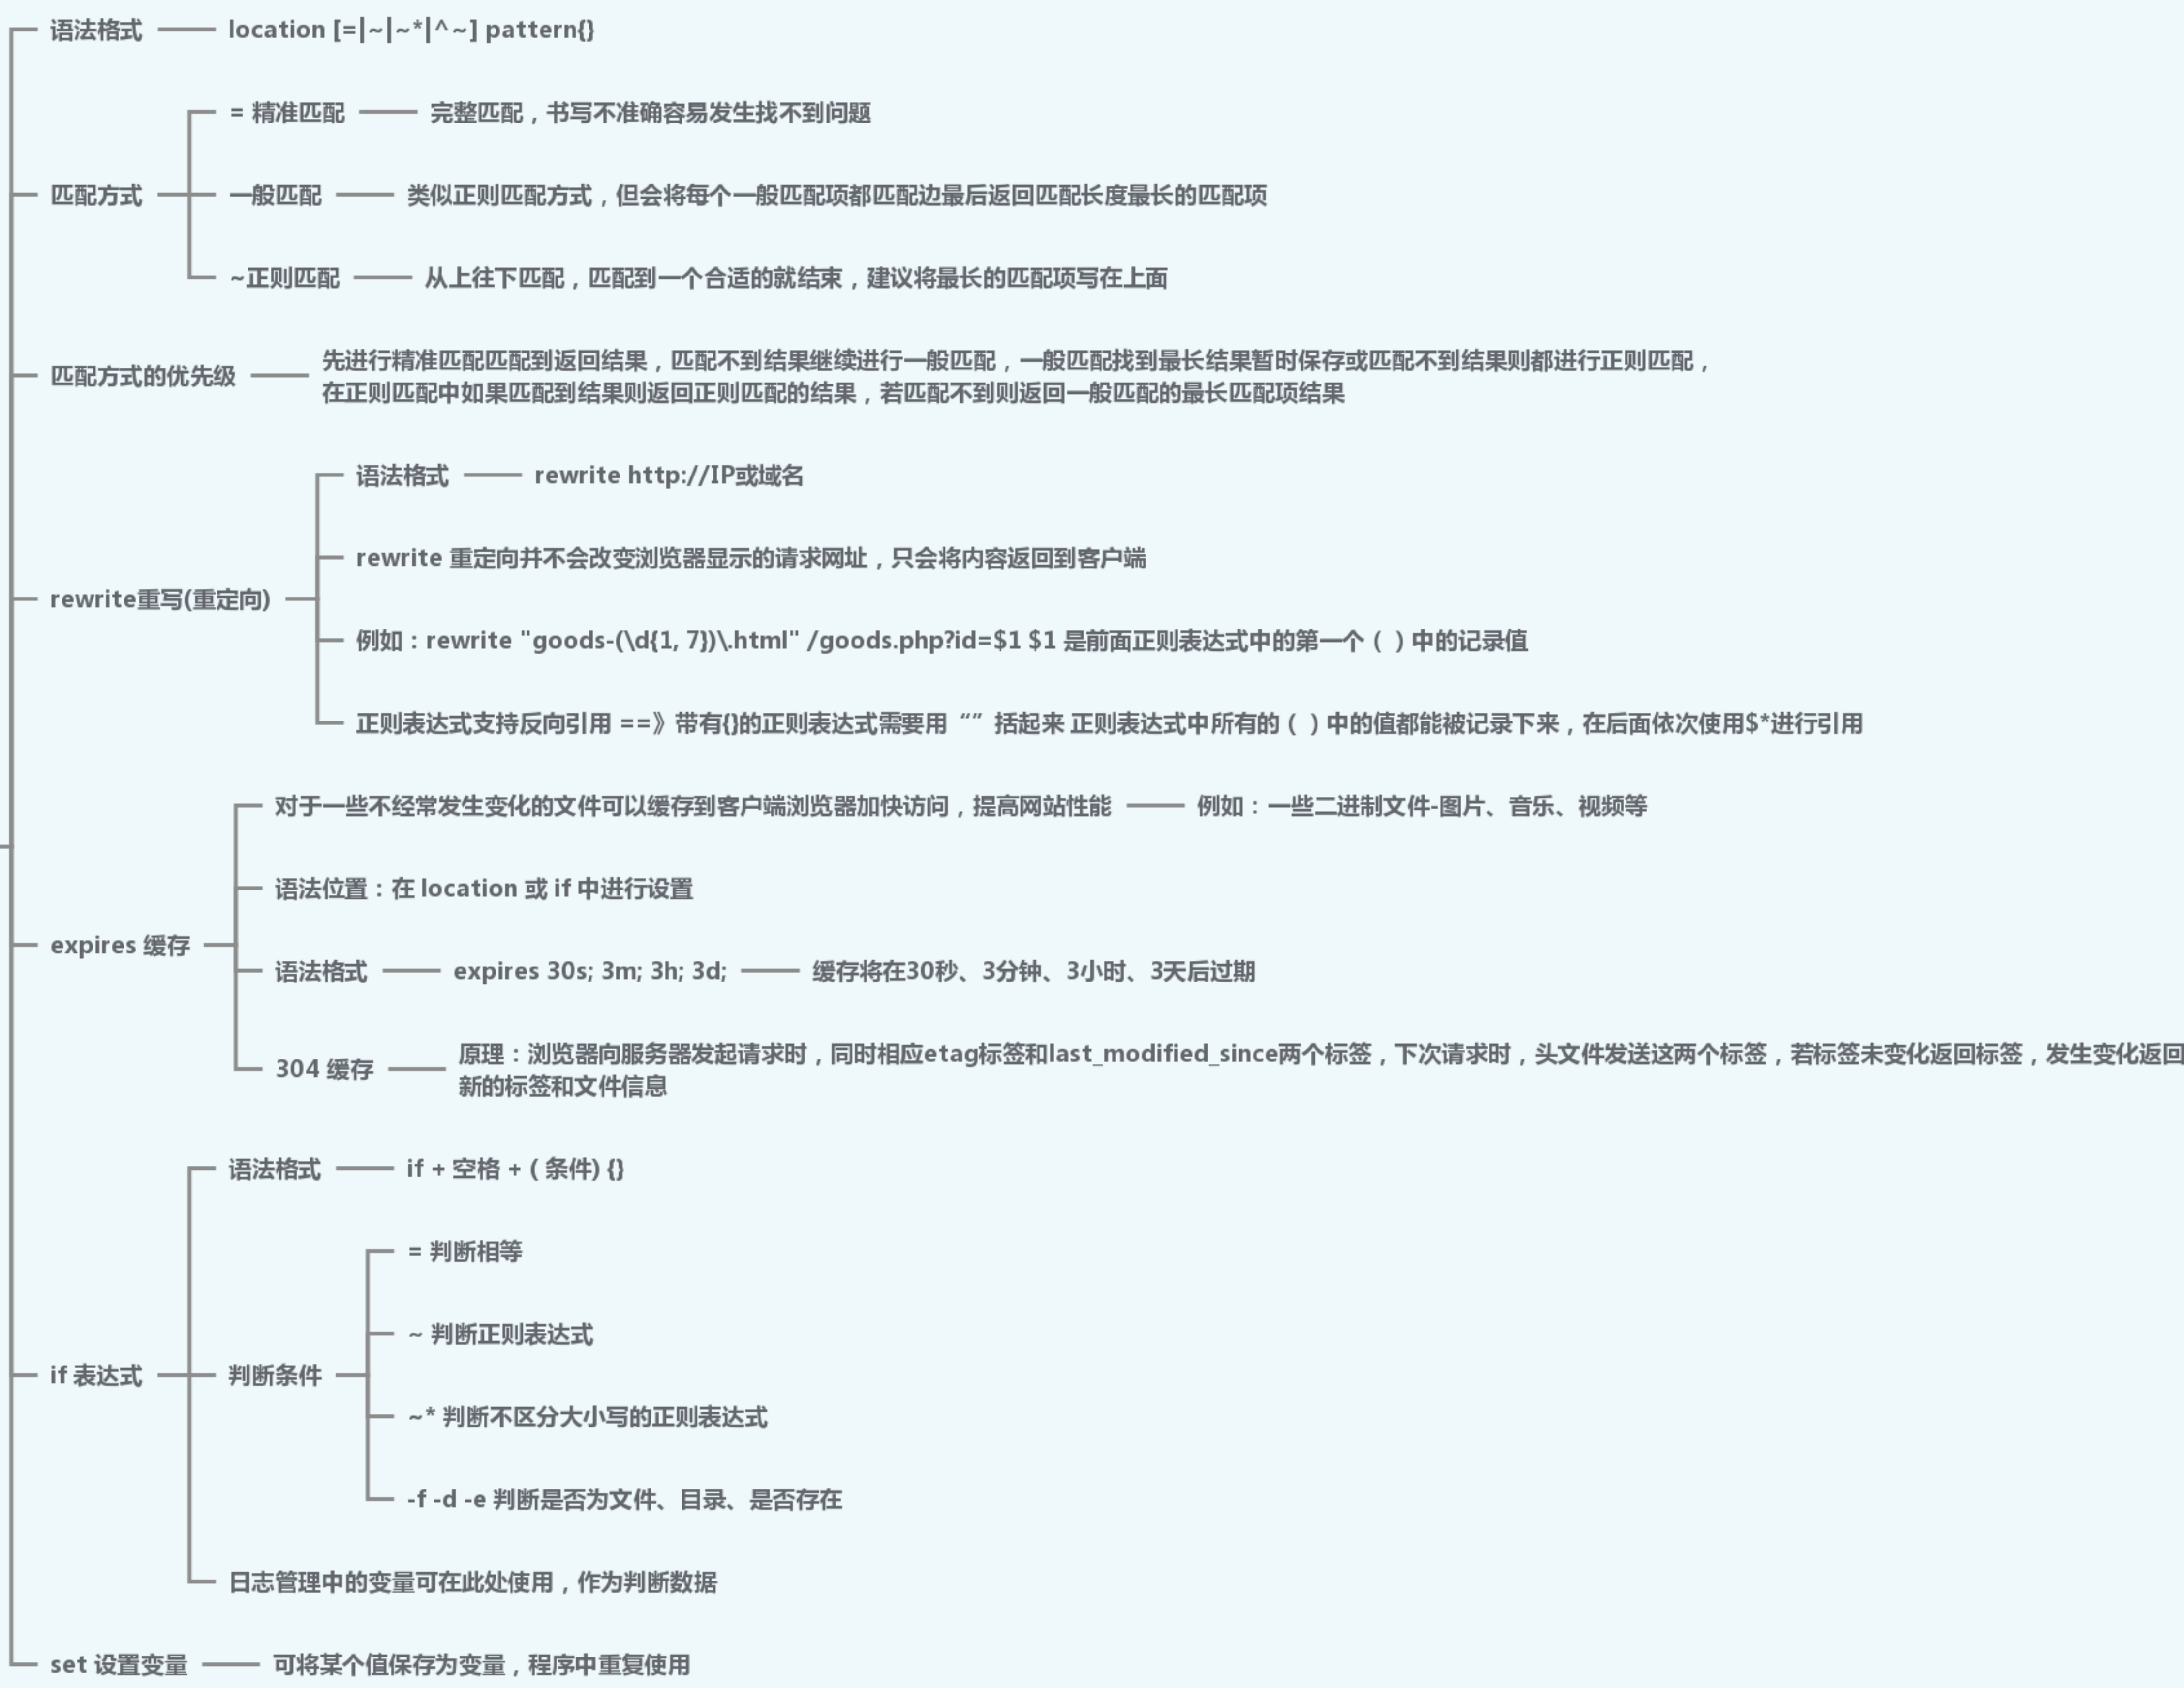 语法格式 location [=|~|~*|^~] pattern{}
= 精准匹配 完整匹配，书写不准确容易发生找不到问题
匹配方式 一般匹配 类似正则匹配方式，但会将每个一般匹配项都匹配边最后返回匹配长度最长的匹配项
~正则匹配 从上往下匹配，匹配到一个合适的就结束，建议将最长的匹配项写在上面
匹配方式的优先级 先进行精准匹配匹配到返回结果，匹配不到结果继续进行一般匹配，一般匹配找到最长结果暂时保存或匹配不到结果则都进行正则匹配，
在正则匹配中如果匹配到结果则返回正则匹配的结果，若匹配不到则返回一般匹配的最长匹配项结果
语法格式 rewrite http://IP或域名
rewrite 重定向并不会改变浏览器显示的请求网址，只会将内容返回到客户端
rewrite重写(重定向)
例如：rewrite "goods-(\d{1, 7})\.html" /goods.php?id=$1 $1 是前面正则表达式中的第一个（ ）中的记录值
正则表达式支持反向引用 ==》带有{}的正则表达式需要用“”括起来 正则表达式中所有的（ ）中的值都能被记录下来，在后面依次使用$*进行引用
对于一些不经常发生变化的文件可以缓存到客户端浏览器加快访问，提高网站性能 例如：一些二进制文件-图片、音乐、视频等
语法位置：在 location 或 if 中进行设置
expires 缓存
语法格式 expires 30s; 3m; 3h; 3d; 缓存将在30秒、3分钟、3小时、3天后过期
304 缓存 原理：浏览器向服务器发起请求时，同时相应etag标签和last_modified_since两个标签，下次请求时，头文件发送这两个标签，若标签未变化返回标签，发生变化返回
新的标签和文件信息
语法格式 if + 空格 + ( 条件) {}
= 判断相等
~ 判断正则表达式
if 表达式 判断条件
~* 判断不区分大小写的正则表达式
-f -d -e 判断是否为文件、目录、是否存在
日志管理中的变量可在此处使用，作为判断数据
set 设置变量 可将某个值保存为变量，程序中重复使用